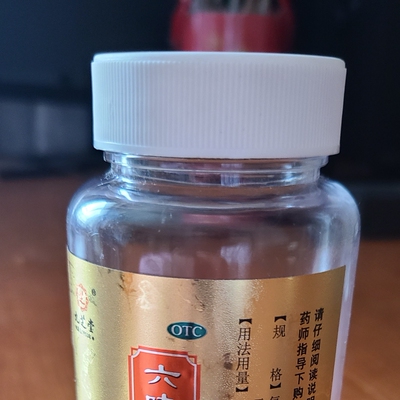 OTC
六
请仔细阅读说明
药师指导下购
【规格】每
【用法用量】